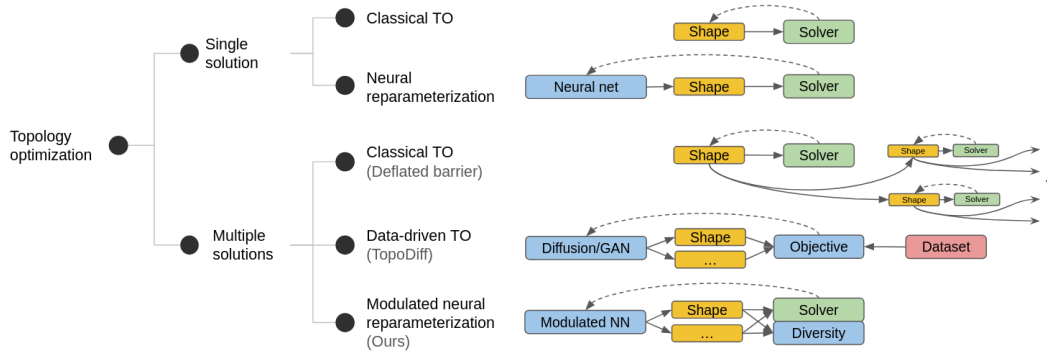 Topology
optimization
Single
solution
Classical TO
Shape
Solver
Neural
reparameterization
Neural net
Shape
Solver
Multiple
solutions
Classical TO
(Deflated barrier)
Shape
Solver
Shape
Solver
Shape
Solver
Data-driven TO
(TopoDiff)
Diffusion/GAN
Shape
...
Objective
Dataset
Modulated neural
reparameterization
(Ours)
Modulated NN
Shape
...
Solver
Diversity